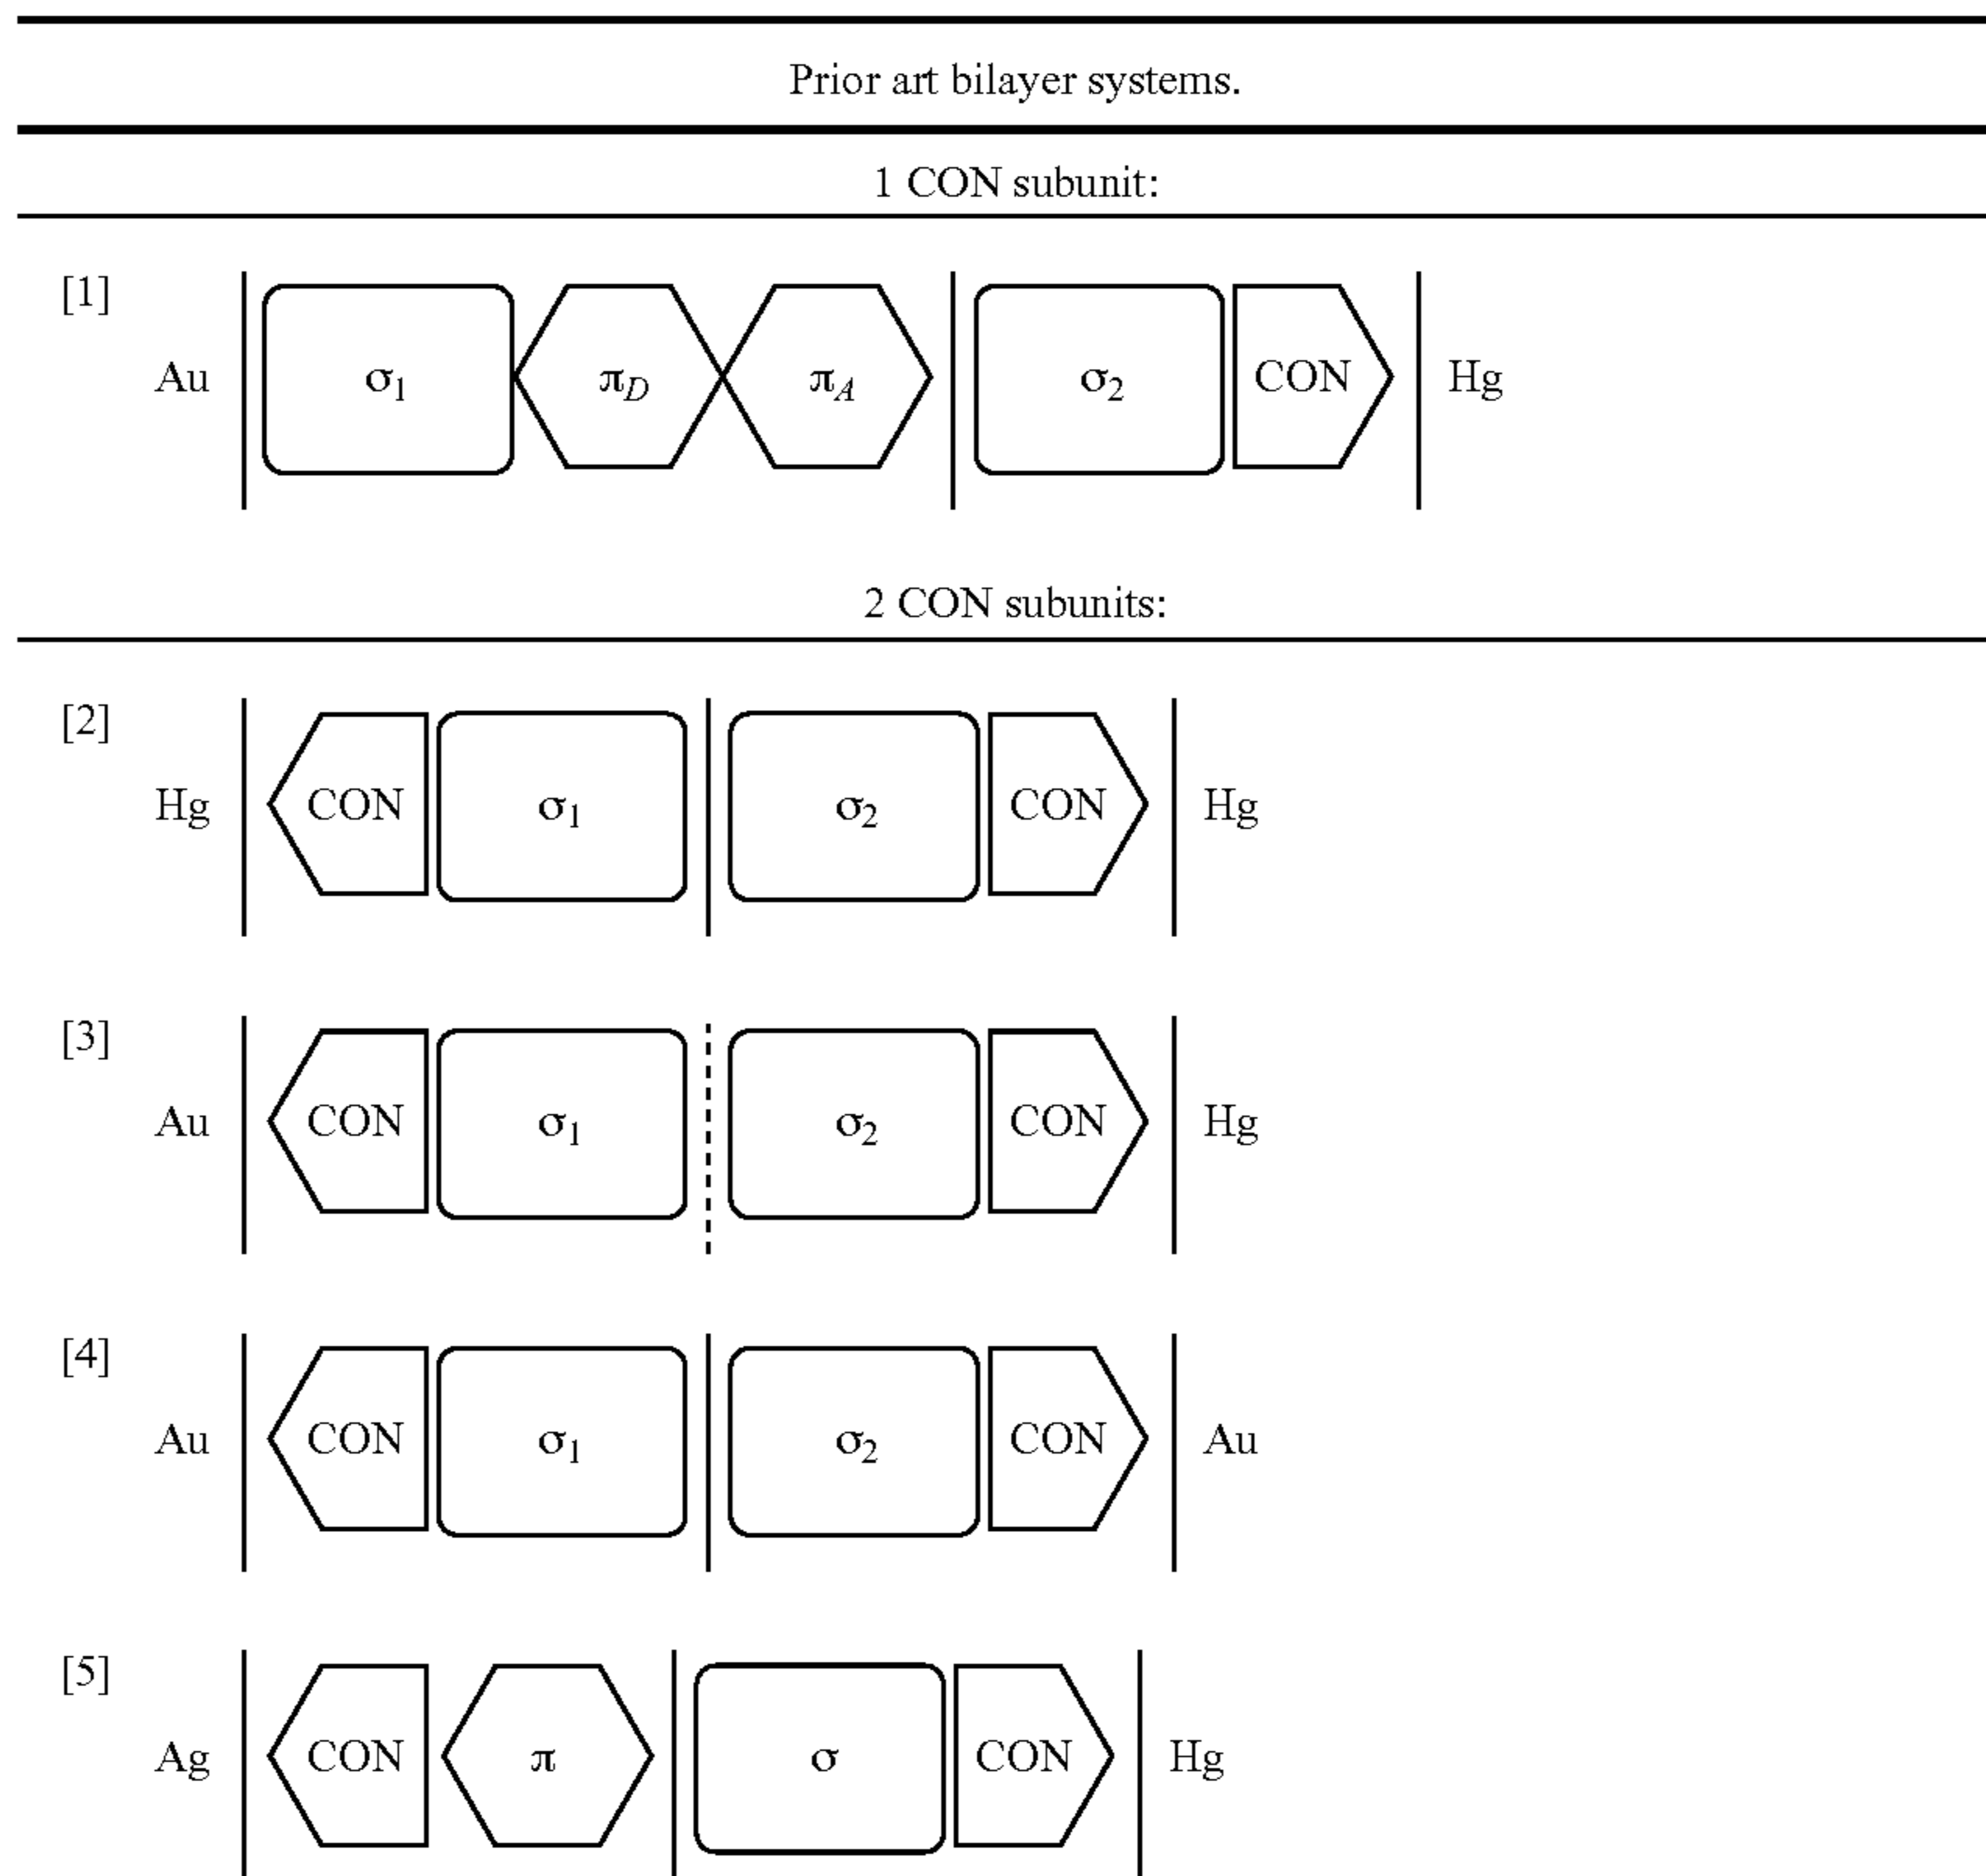 Prior art bilayer systems.
1 CON subunit:
[1]
Au σ₁ π_D π_A σ₂ CON Hg
2 CON subunits:
[2]
Hg CON σ₁ σ₂ CON Hg
[3]
Au CON σ₁ σ₂ CON Hg
[4]
Au CON σ₁ σ₂ CON Au
[5]
Ag CON π σ CON Hg